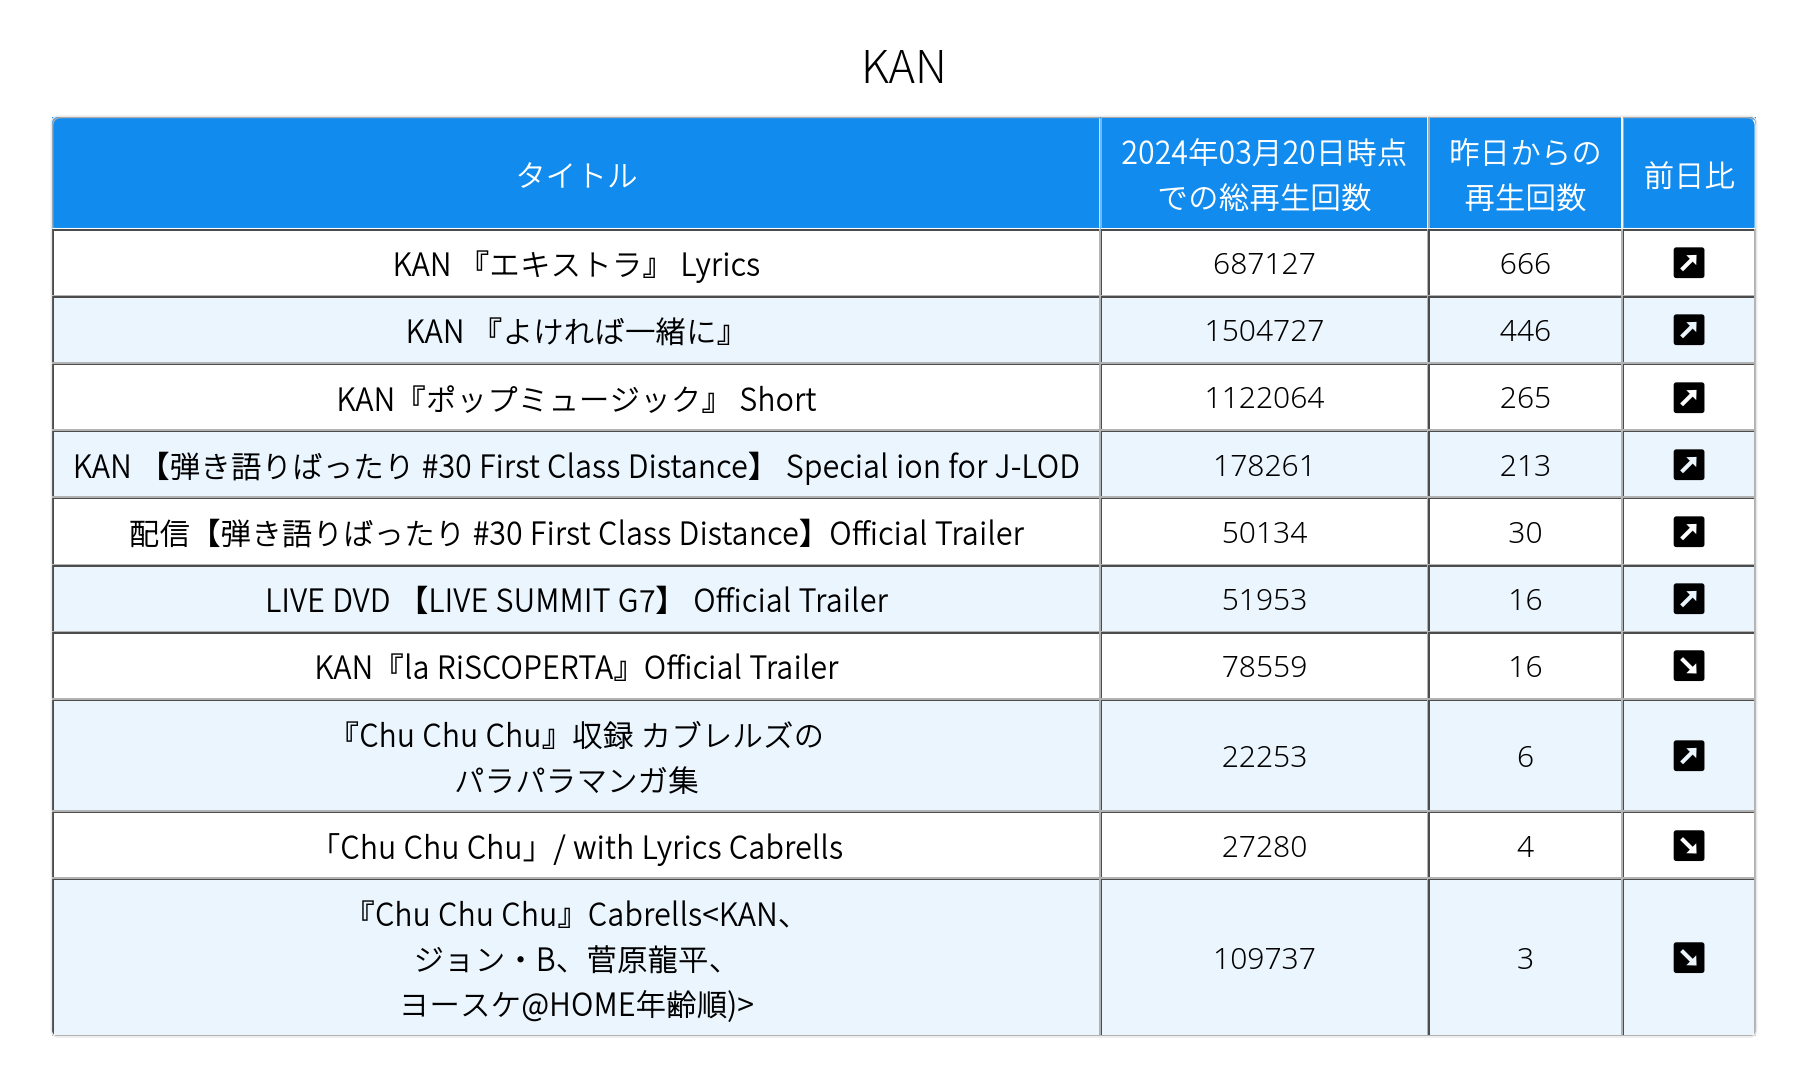 KAN
タイトル
2024年03月20日時点
での総再生回数
昨日からの
再生回数
前日比
KAN 『エキストラ』 Lyrics 687127 666
KAN 『よければ一緒に』 1504727 446
KAN『ポップミュージック』 Short 1122064 265
KAN 【弾き語りばったり #30 First Class Distance】 Special ion for J-LOD 178261 213
配信【弾き語りばったり #30 First Class Distance】Official Trailer 50134 30
LIVE DVD 【LIVE SUMMIT G7】 Official Trailer 51953 16
KAN『la RiSCOPERTA』Official Trailer 78559 16
『Chu Chu Chu』収録 カブレルズの
パラパラマンガ集
22253 6
「Chu Chu Chu」/ with Lyrics Cabrells 27280 4
『Chu Chu Chu』Cabrells<KAN、
ジョン・B、菅原龍平、
ヨースケ@HOME年齢順)>
109737 3